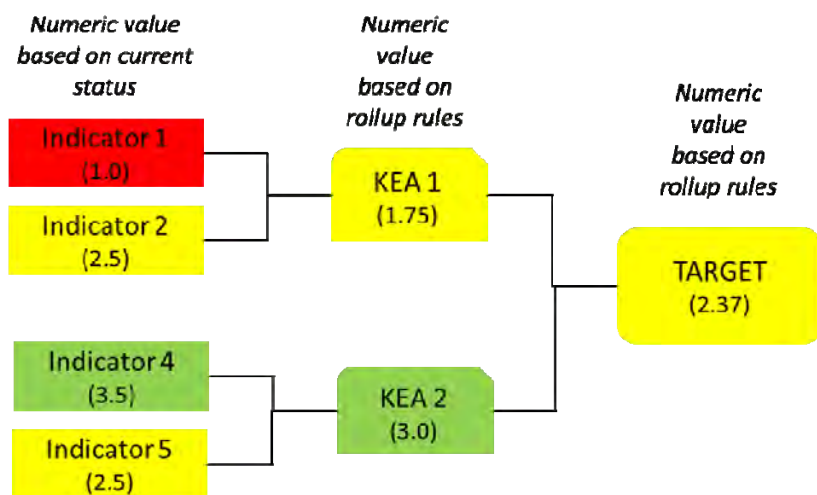 Numeric value
based on current
status
Indicator 1
(1.0)
Indicator 2
(2.5)
Indicator 4
(3.5)
Indicator 5
(2.5)
Numeric
value
based on
rollup rules
KEA 1
(1.75)
KEA 2
(3.0)
Numeric
value
based on
rollup rules
TARGET
(2.37)